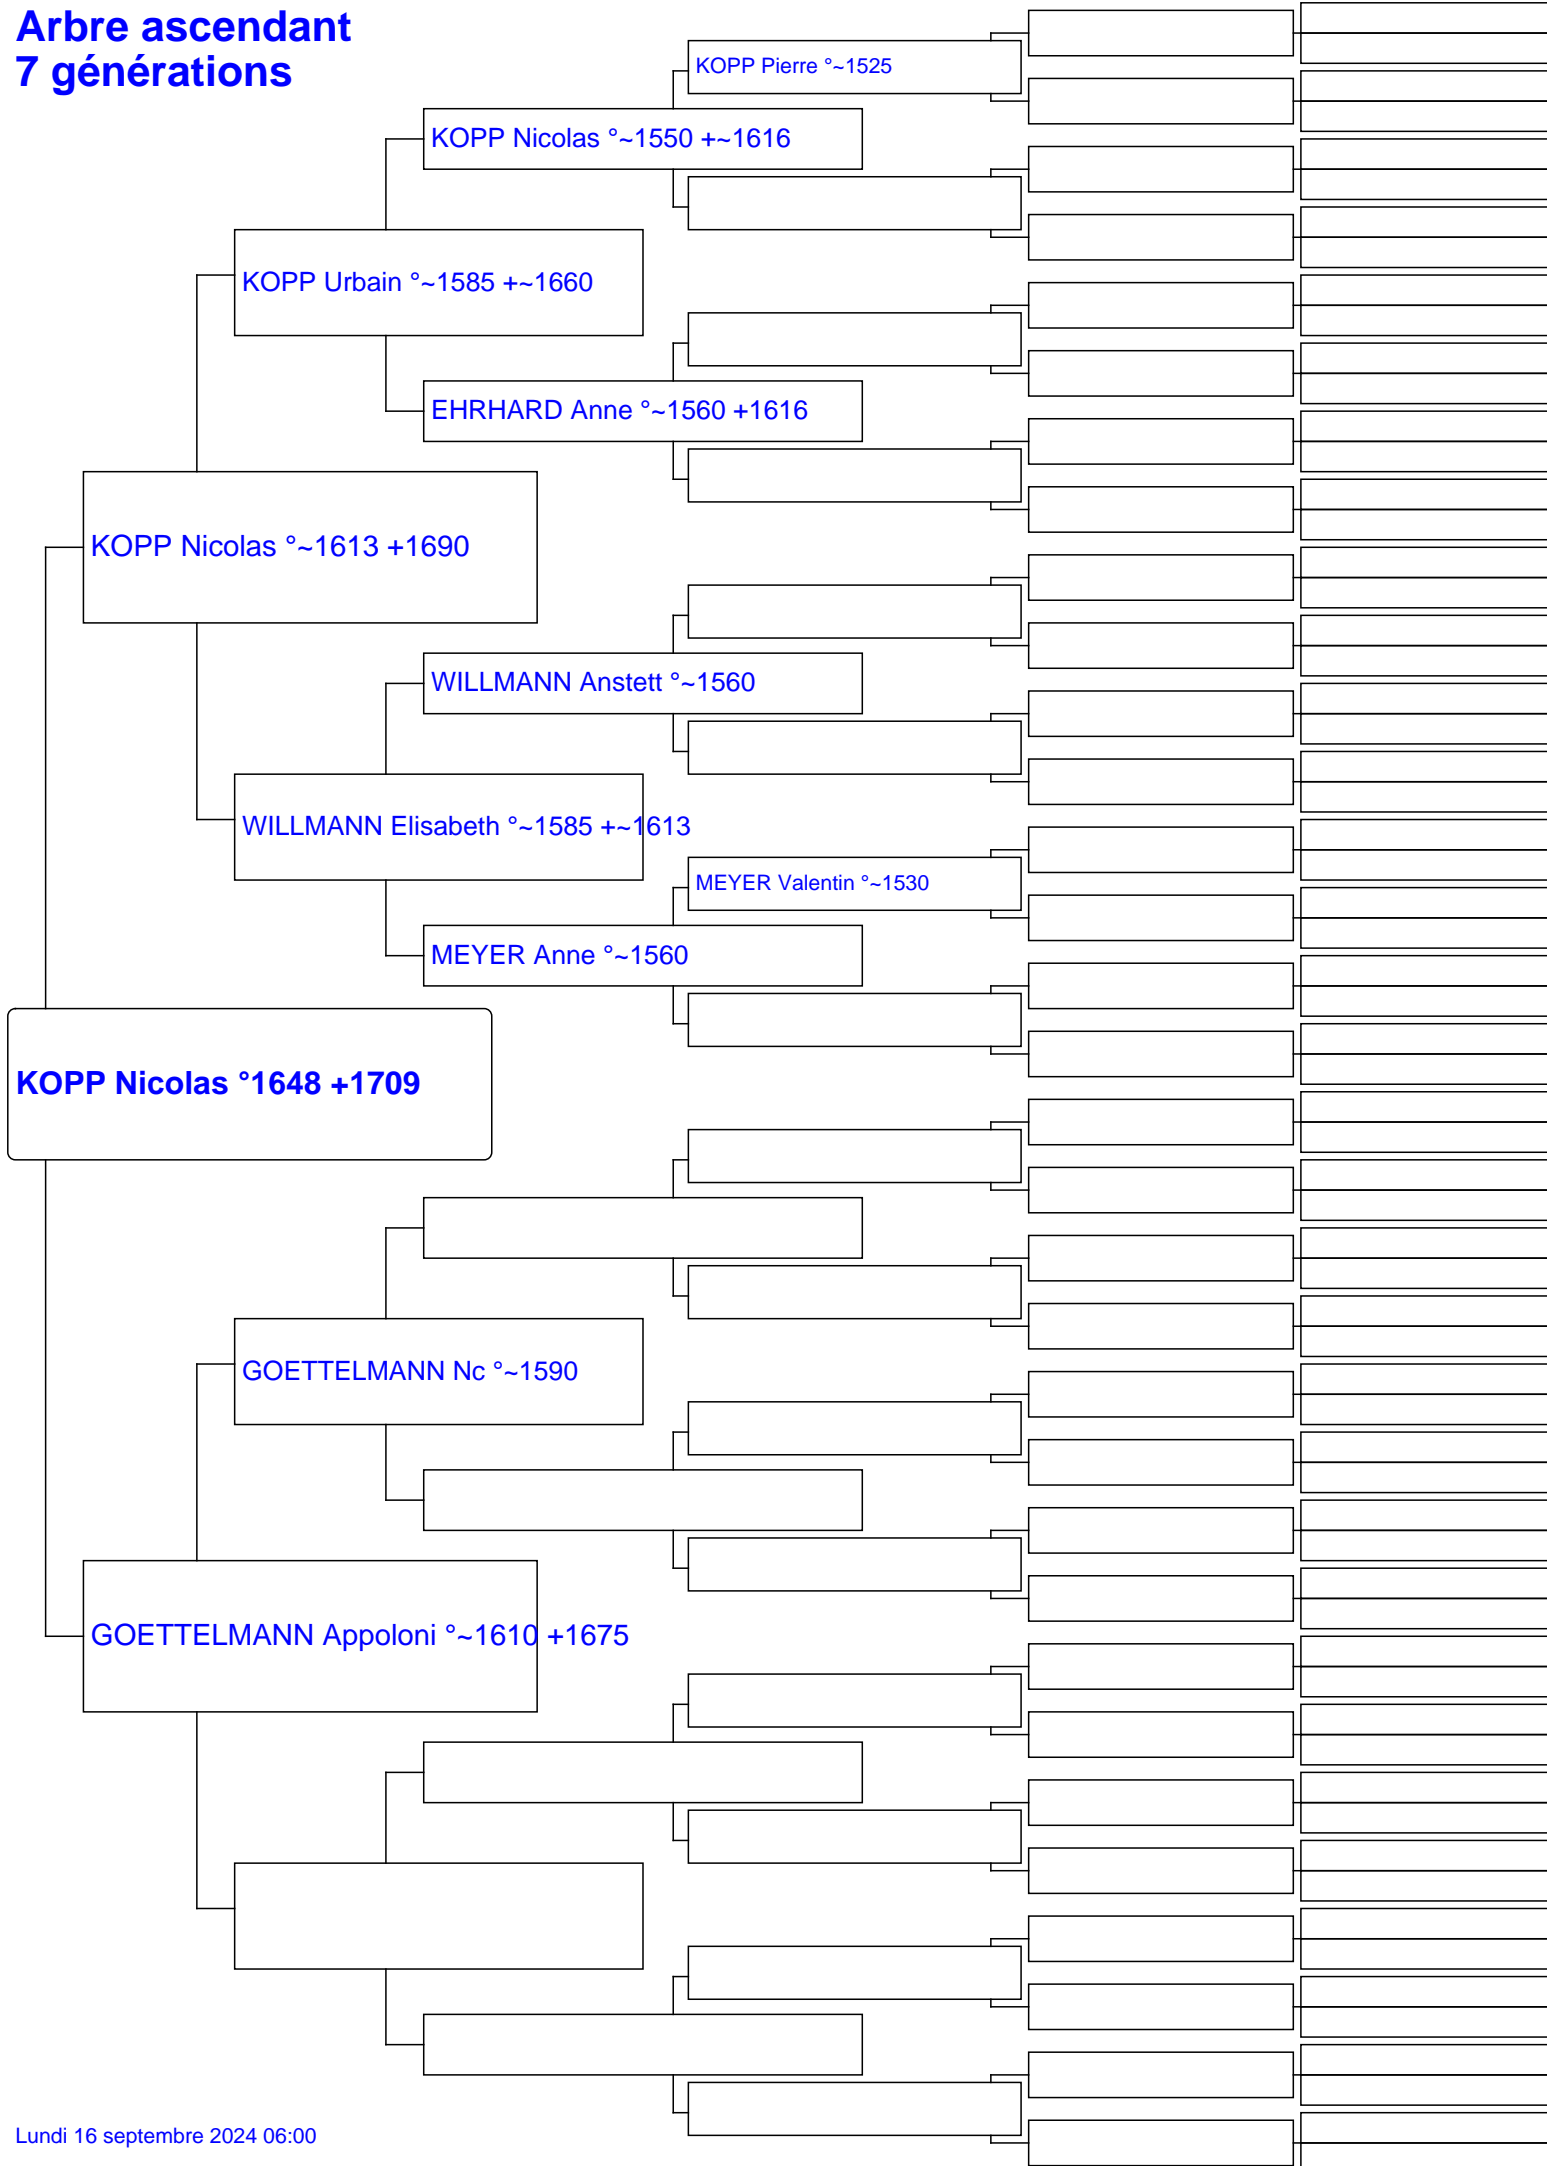 Arbre ascendant
7 générations
KOPP Pierre °~1525
KOPP Nicolas °~1550 +~1616
KOPP Urbain °~1585 +~1660
EHRHARD Anne °~1560 +1616
KOPP Nicolas °~1613 +1690
WILLMANN Anstett °~1560
WILLMANN Elisabeth °~1585 +~1613
MEYER Valentin °~1530
MEYER Anne °~1560
KOPP Nicolas °1648 +1709
GOETTELMANN Nc °~1590
GOETTELMANN Appoloni °~1610 +1675
Lundi 16 septembre 2024 06:00